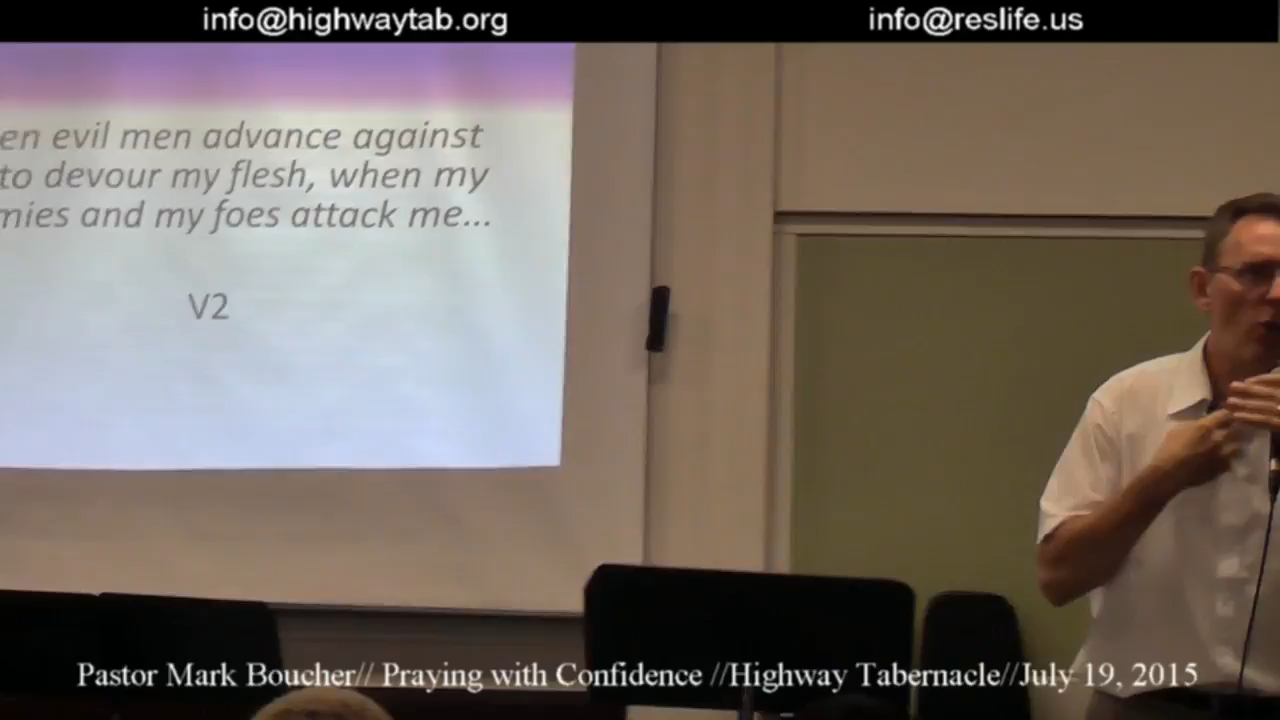 info@highwaytab.org info@reslife.us
en evil men advance against
to devour my flesh, when my
mies and my foes attack me...
V2
Pastor Mark Boucher// Praying with Confidence //Highway Tabernacle//July 19, 2015